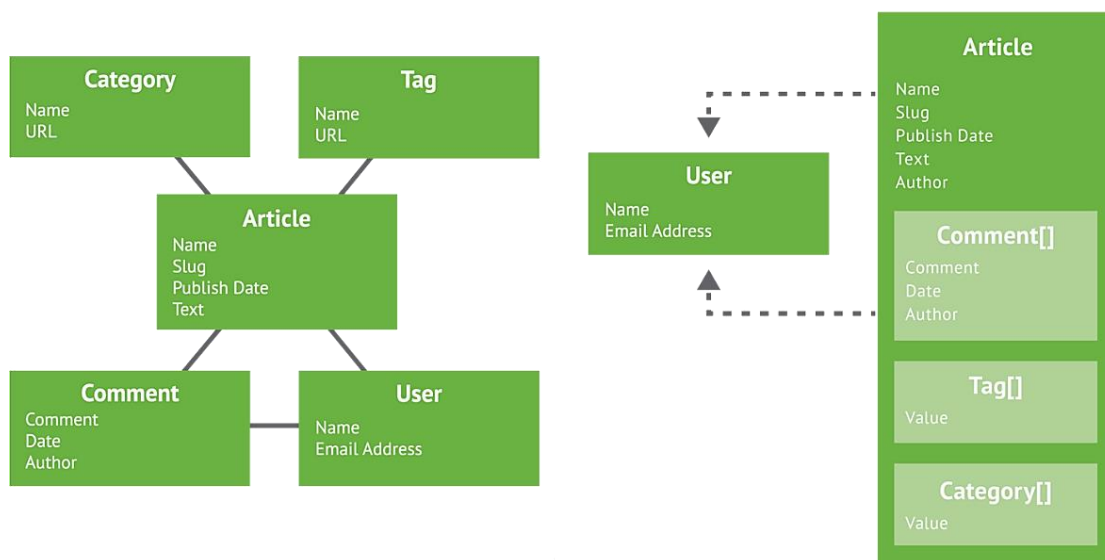 Category
Name
URL
Tag
Name
URL
Article
Name
Slug
Publish Date
Text
Comment
Comment
Date
Author
User
Name
Email Address
User
Name
Email Address
Article
Name
Slug
Publish Date
Text
Author
Comment[]
Comment
Date
Author
Tag[]
Value
Category[]
Value